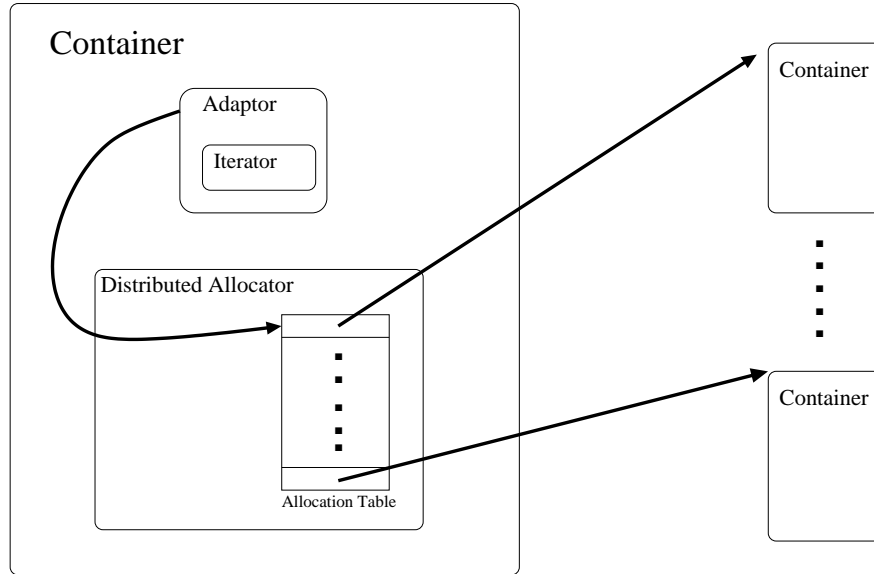 Container
Adaptor
Iterator
Distributed Allocator
Allocation Table
Container
Container